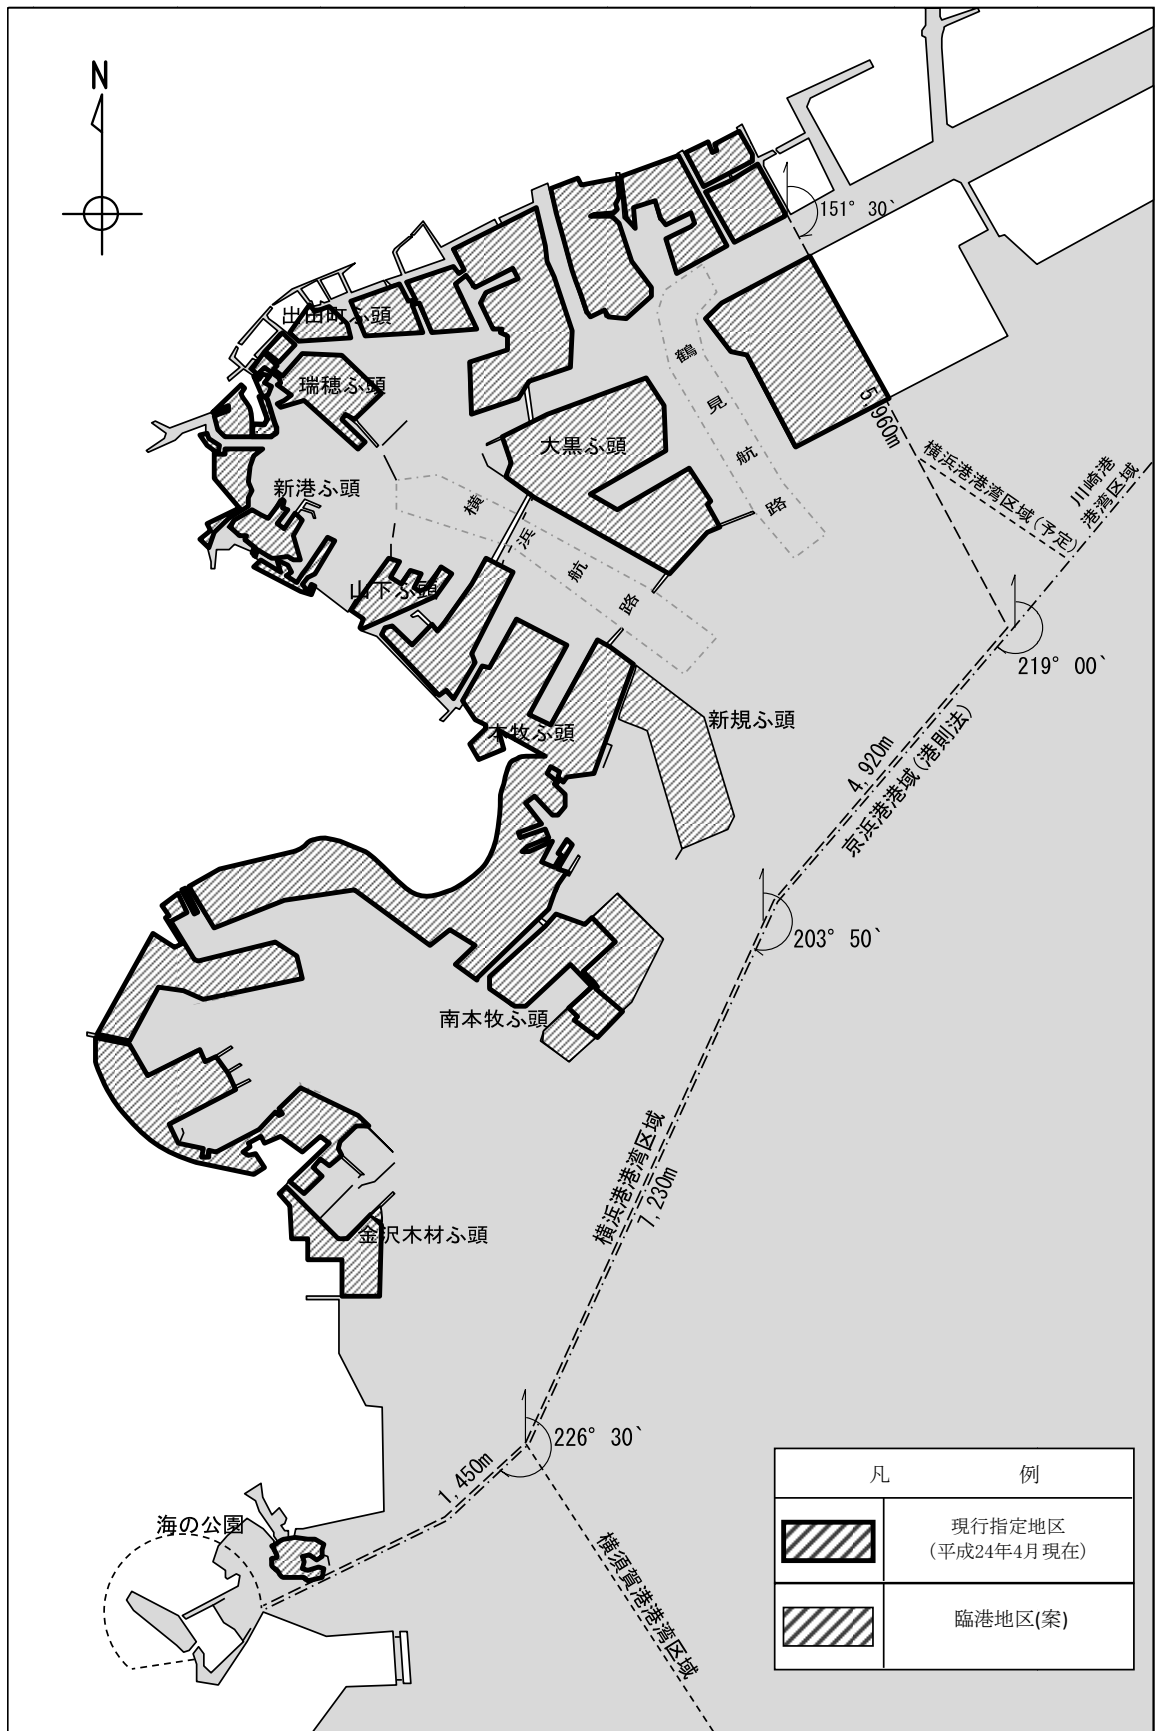 N
151° 30`
出田町ふ頭
瑞穂ふ頭
鶴見航路
大黒ふ頭
5,960m
横浜港港湾区域(予定)
川崎港
港湾区域
新港ふ頭
横浜航路
山下ふ頭
219° 00`
本牧ふ頭
新規ふ頭
4,920m
京浜港港域(港則法)
203° 50`
南本牧ふ頭
横浜港港湾区域
7,230m
金沢木材ふ頭
226° 30`
1,450m
海の公園
横須賀港港湾区域
凡 例
現行指定地区
(平成24年4月現在)
臨港地区(案)